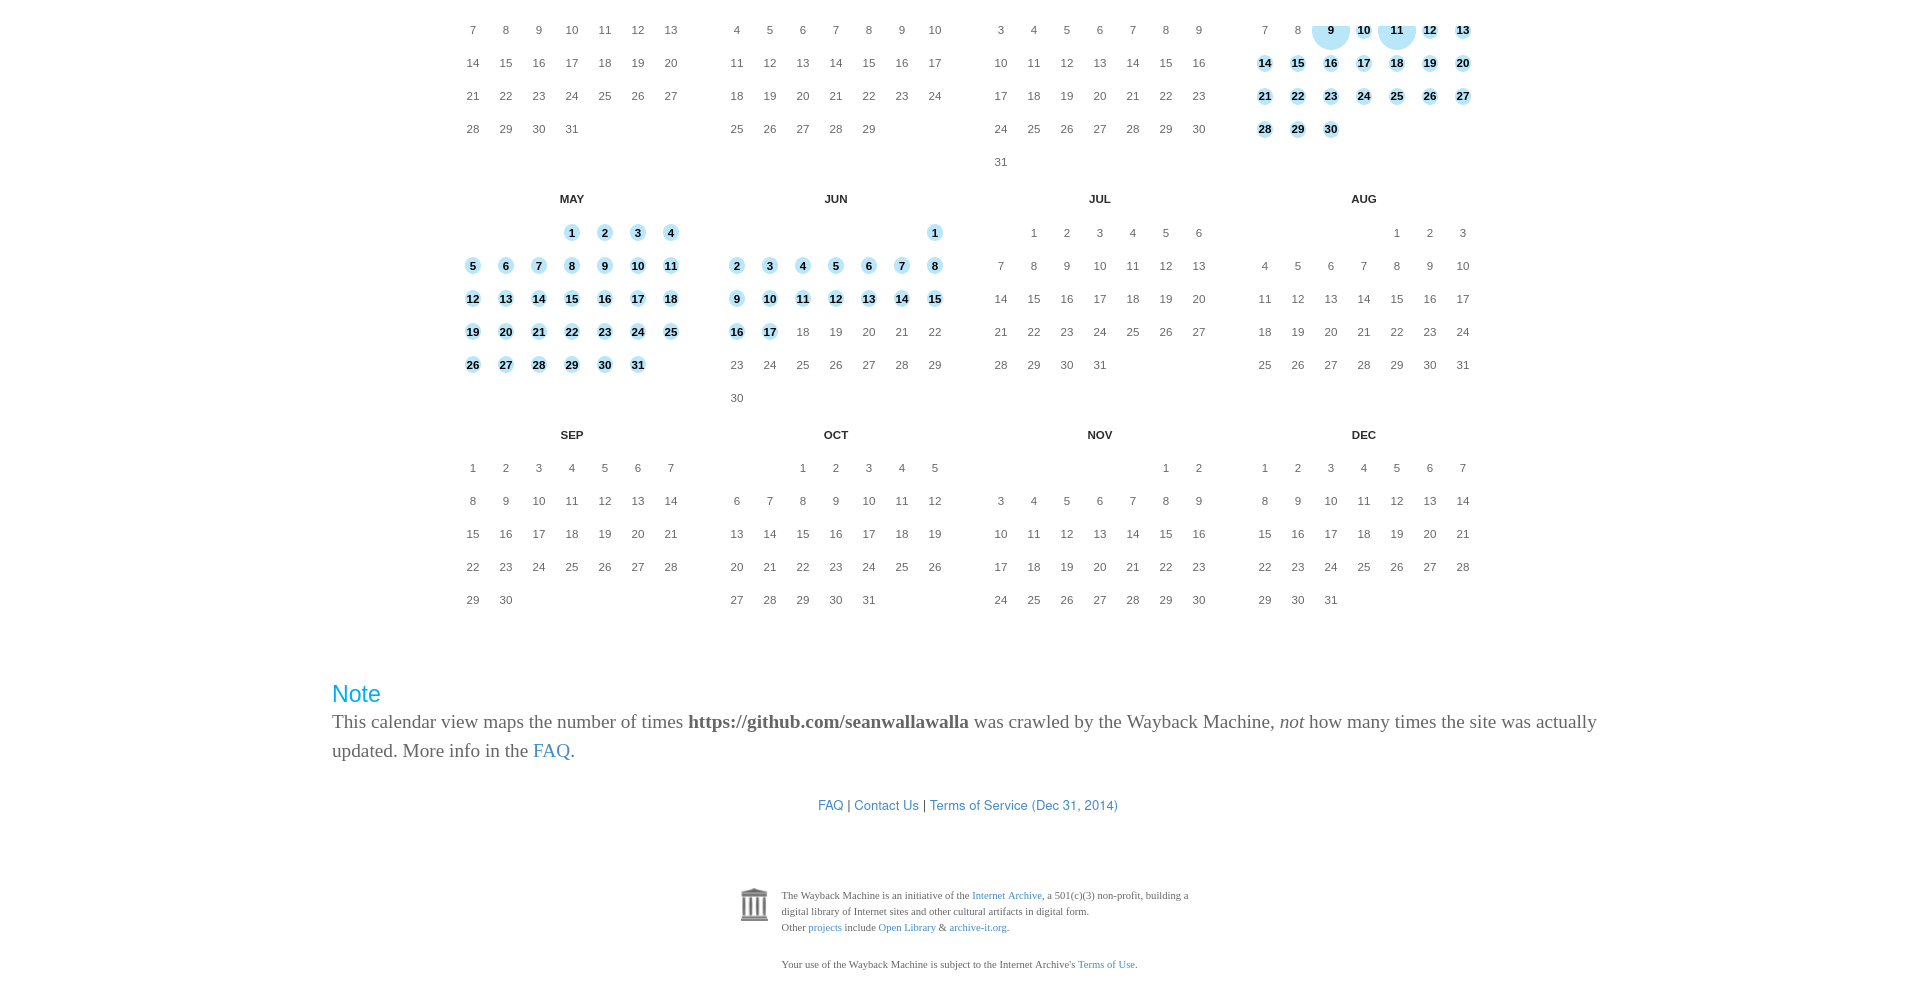 7 8 9 10 11 12 13 4 5 6 7 8 9 10 3 4 5 6 7 8 9 7 8 9 10 11 12 13
14 15 16 17 18 19 20 11 12 13 14 15 16 17 10 11 12 13 14 15 16 14 15 16 17 18 19 20
21 22 23 24 25 26 27 18 19 20 21 22 23 24 17 18 19 20 21 22 23 21 22 23 24 25 26 27
28 29 30 31 25 26 27 28 29 24 25 26 27 28 29 30 28 29 30
31
MAY JUN JUL AUG
1 2 3 4 1 1 2 3 4 5 6 1 2 3
5 6 7 8 9 10 11 2 3 4 5 6 7 8 7 8 9 10 11 12 13 4 5 6 7 8 9 10
12 13 14 15 16 17 18 9 10 11 12 13 14 15 14 15 16 17 18 19 20 11 12 13 14 15 16 17
19 20 21 22 23 24 25 16 17 18 19 20 21 22 21 22 23 24 25 26 27 18 19 20 21 22 23 24
26 27 28 29 30 31 23 24 25 26 27 28 29 28 29 30 31 25 26 27 28 29 30 31
30
SEP OCT NOV DEC
1 2 3 4 5 6 7 1 2 3 4 5 1 2 1 2 3 4 5 6 7
8 9 10 11 12 13 14 6 7 8 9 10 11 12 3 4 5 6 7 8 9 8 9 10 11 12 13 14
15 16 17 18 19 20 21 13 14 15 16 17 18 19 10 11 12 13 14 15 16 15 16 17 18 19 20 21
22 23 24 25 26 27 28 20 21 22 23 24 25 26 17 18 19 20 21 22 23 22 23 24 25 26 27 28
29 30 27 28 29 30 31 24 25 26 27 28 29 30 29 30 31
Note
This calendar view maps the number of times https://github.com/seanwallawalla was crawled by the Wayback Machine, not how many times the site was actually
updated. More info in the FAQ.
FAQ | Contact Us | Terms of Service (Dec 31, 2014)
The Wayback Machine is an initiative of the Internet Archive, a 501(c)(3) non-profit, building a
digital library of Internet sites and other cultural artifacts in digital form.
Other projects include Open Library & archive-it.org.
Your use of the Wayback Machine is subject to the Internet Archive's Terms of Use.